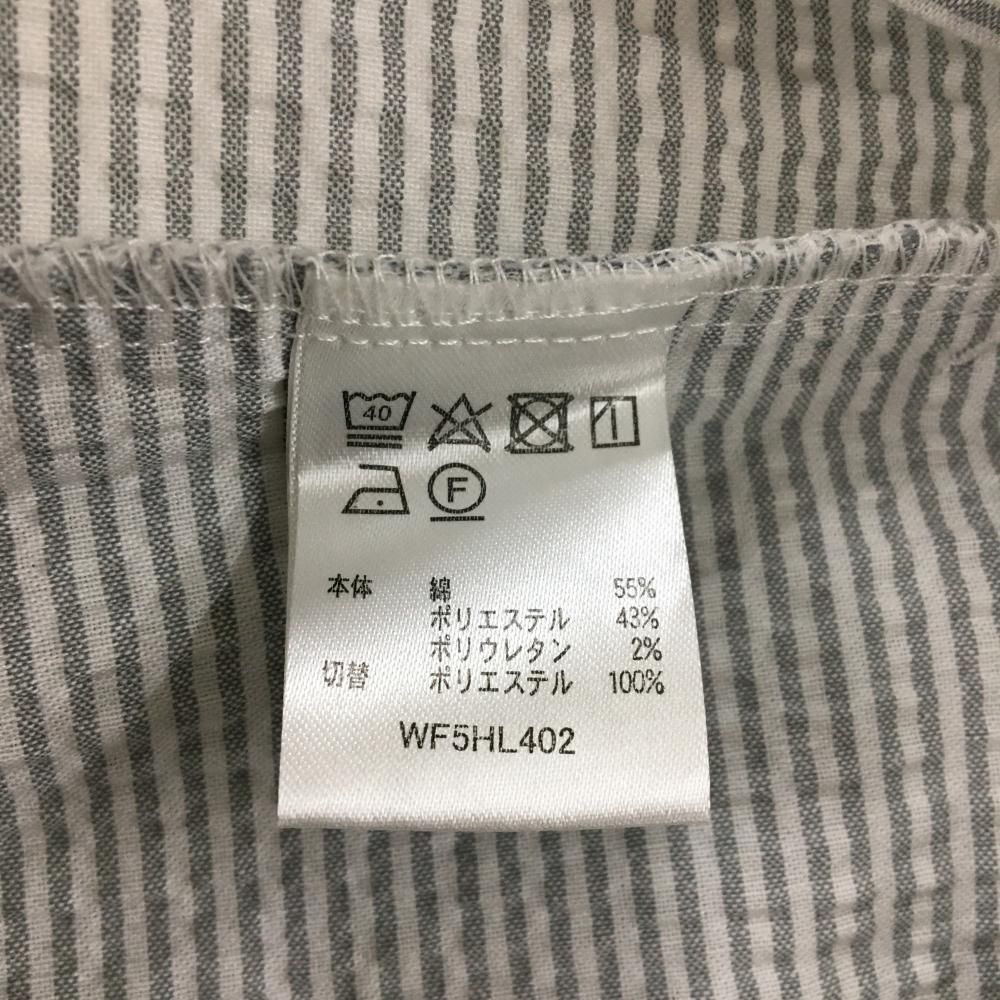 40
F
本体 綿 55%
ポリエステル 43%
ポリウレタン 2%
切替 ポリエステル 100%
WF5HL402